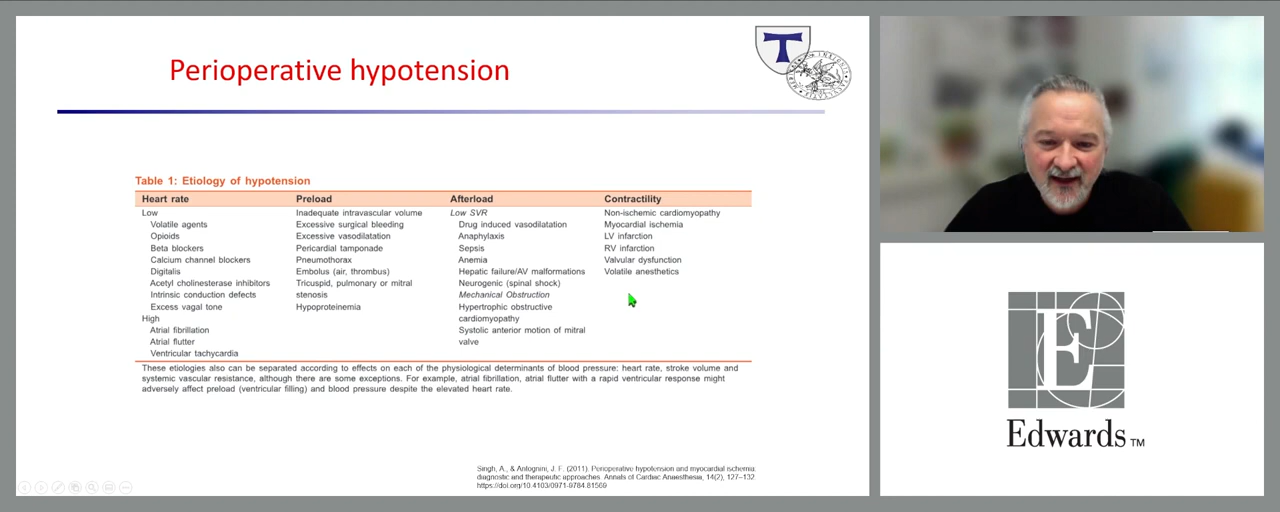 Perioperative hypotension
Table 1: Etiology of hypotension
Heart rate
Low
Volatile agents
Opioids
Beta blockers
Calcium channel blockers
Digitalis
Acetyl cholinesterase inhibitors
Intrinsic conduction defects
Excess vagal tone
High
Atrial fibrillation
Atrial flutter
Ventricular tachycardia
Preload
Inadequate intravascular volume
Excessive surgical bleeding
Excessive vasodilatation
Pericardial tamponade
Pneumothorax
Embolus (air, thrombus)
Tricuspid, pulmonary or mitral
stenosis
Hypoproteinemia
Afterload
Low SVR
Drug induced vasodilatation
Anaphylaxis
Sepsis
Anemia
Hepatic failure/AV malformations
Neurogenic (spinal shock)
Mechanical Obstruction
Hypertrophic obstructive
cardiomyopathy
Systolic anterior motion of mitral
valve
Contractility
Non-ischemic cardiomyopathy
Myocardial ischemia
LV infarction
RV infarction
Valvular dysfunction
Volatile anesthetics
These etiologies also can be separated according to effects on each of the physiological determinants of blood pressure: heart rate, stroke volume and
systemic vascular resistance, although there are some exceptions. For example, atrial fibrillation, atrial flutter with a rapid ventricular response might
adversely affect preload (ventricular filling) and blood pressure despite the elevated heart rate.
Singh, A., & Antognini, J. F. (2011). Perioperative hypotension and myocardial ischemia:
diagnostic and therapeutic approaches. Annals of Cardiac Anaesthesia, 14(2), 127–132.
https://doi.org/10.4103/0971-9784.81569
E
Edwards TM